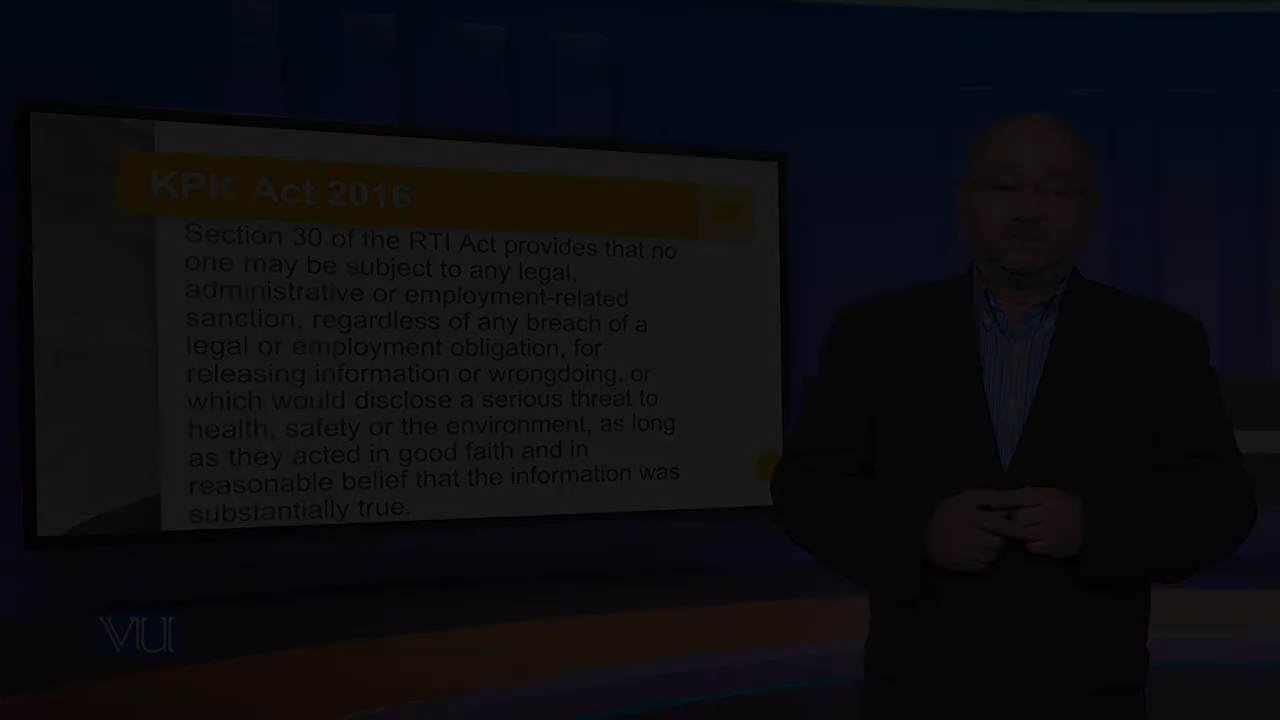 KPK Act 2016
Section 30 of the RTI Act provides that no
one may be subject to any legal,
administrative or employment-related
sanction, regardless of any breach of a
legal or employment obligation, for
releasing information or wrongdoing, or
which would disclose a serious threat to
health, safety or the environment, as long
as they acted in good faith and in
reasonable belief that the information was
substantially true.
VU